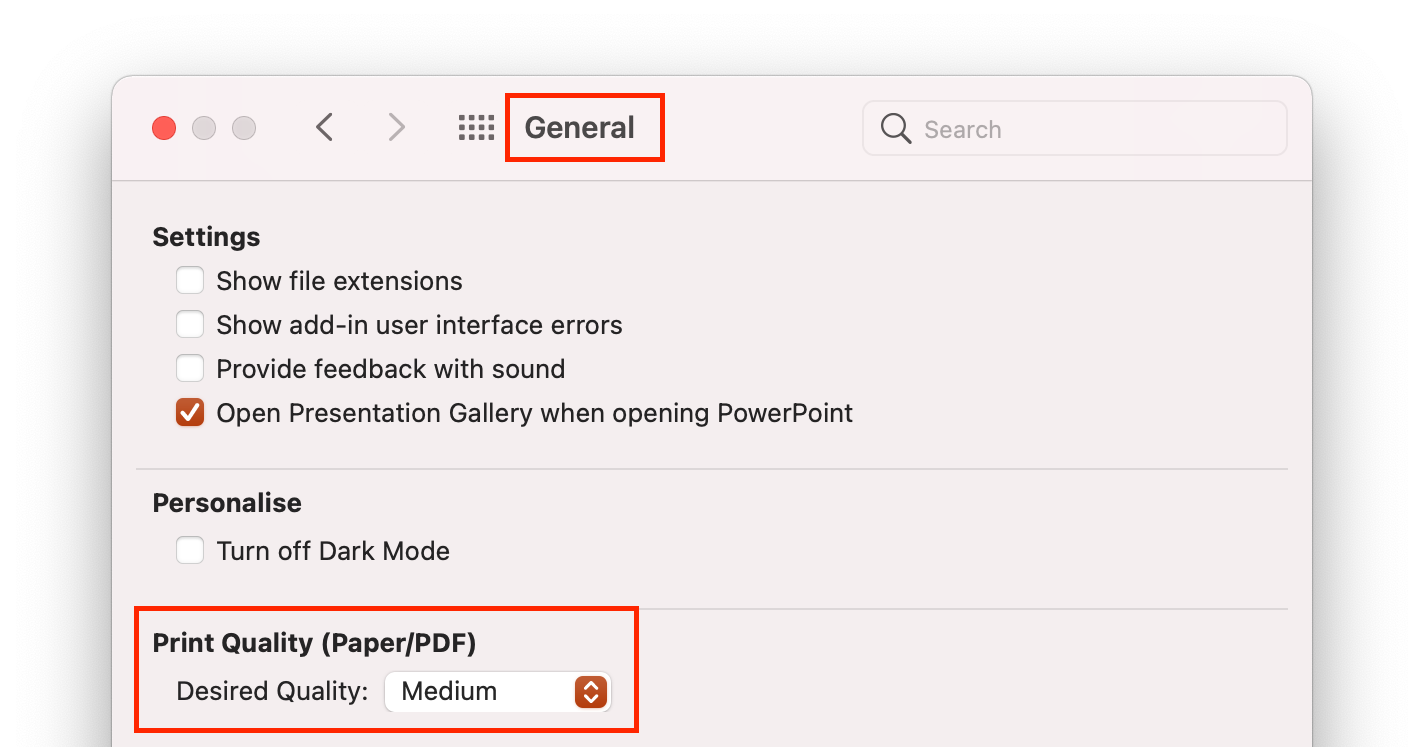 General
Search
Settings
Show file extensions
Show add-in user interface errors
Provide feedback with sound
Open Presentation Gallery when opening PowerPoint
Personalise
Turn off Dark Mode
Print Quality (Paper/PDF)
Desired Quality: Medium